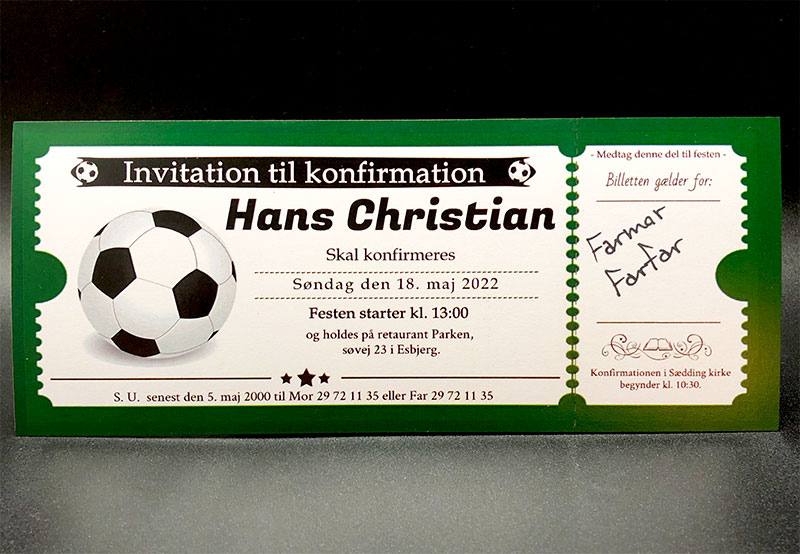 Invitation til konfirmation
Hans Christian
Skal konfirmeres
Søndag den 18. maj 2022
Festen starter kl. 13:00
og holdes på retaurant Parken,
søvej 23 i Esbjerg.
S. U. senest den 5. maj 2000 til Mor 29 72 11 35 eller Far 29 72 11 35
- Medtag denne del til festen -
Billetten gælder for:
Farmor
Farfar
Konfirmationen i Sædding kirke
begynder kl. 10:30.